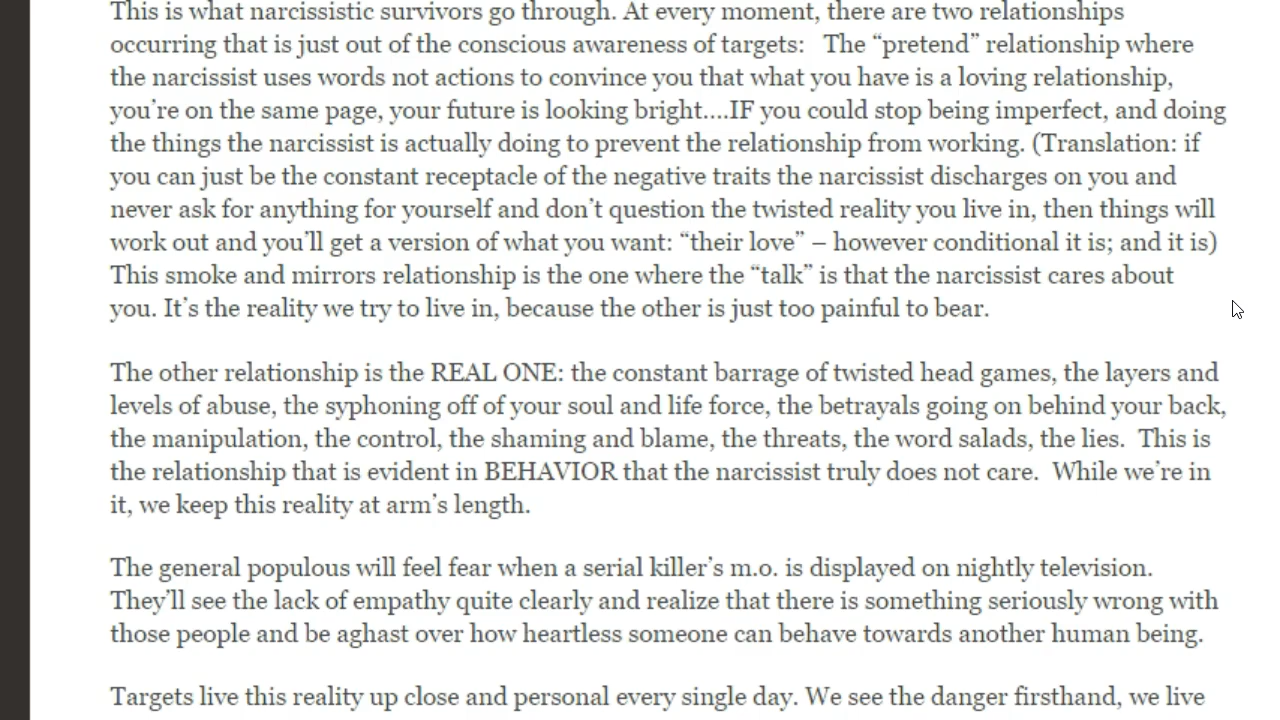 This is what narcissistic survivors go through. At every moment, there are two relationships
occurring that is just out of the conscious awareness of targets:   The “pretend” relationship where
the narcissist uses words not actions to convince you that what you have is a loving relationship,
you’re on the same page, your future is looking bright….IF you could stop being imperfect, and doing
the things the narcissist is actually doing to prevent the relationship from working. (Translation: if
you can just be the constant receptacle of the negative traits the narcissist discharges on you and
never ask for anything for yourself and don’t question the twisted reality you live in, then things will
work out and you’ll get a version of what you want: “their love” – however conditional it is; and it is)
This smoke and mirrors relationship is the one where the “talk” is that the narcissist cares about
you. It’s the reality we try to live in, because the other is just too painful to bear.
The other relationship is the REAL ONE: the constant barrage of twisted head games, the layers and
levels of abuse, the syphoning off of your soul and life force, the betrayals going on behind your back,
the manipulation, the control, the shaming and blame, the threats, the word salads, the lies.  This is
the relationship that is evident in BEHAVIOR that the narcissist truly does not care.  While we’re in
it, we keep this reality at arm’s length.
The general populous will feel fear when a serial killer’s m.o. is displayed on nightly television.
They’ll see the lack of empathy quite clearly and realize that there is something seriously wrong with
those people and be aghast over how heartless someone can behave towards another human being.
Targets live this reality up close and personal every single day. We see the danger firsthand, we live